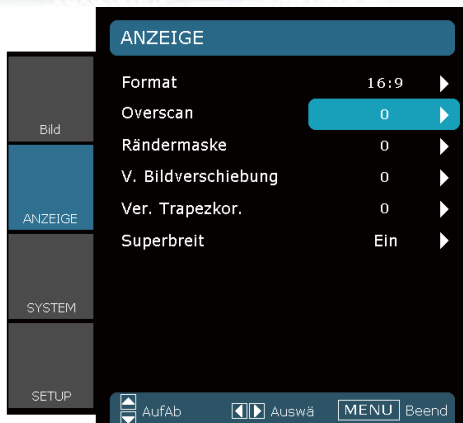 ANZEIGE
Format 16:9
Overscan 0
Rändermaske 0
V. Bildverschiebung 0
Ver. Trapezkor. 0
Superbreit Ein
Bild
ANZEIGE
SYSTEM
SETUP
AufAb Auswä MENU Beend